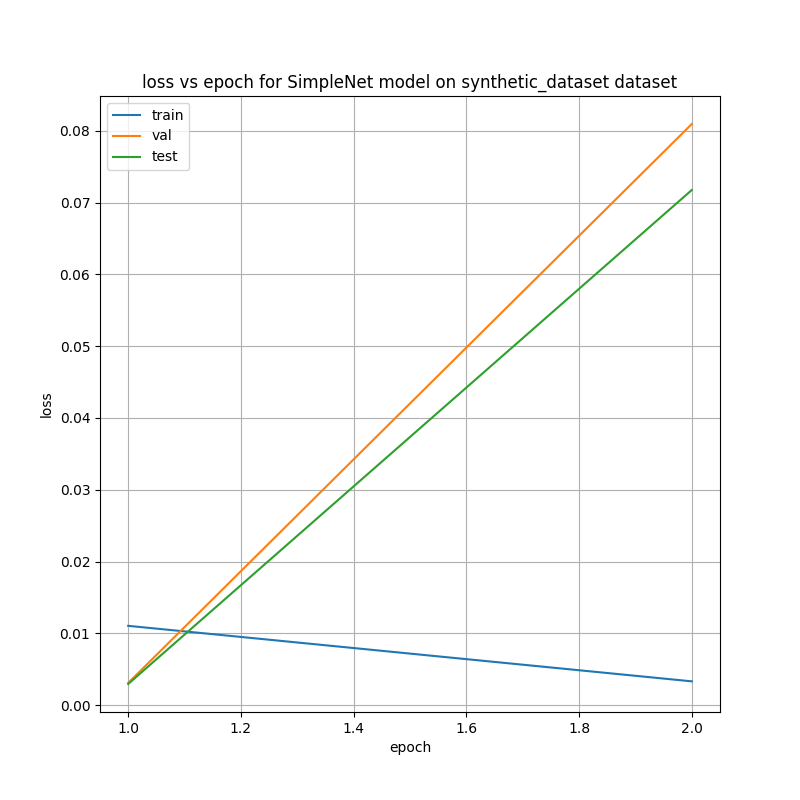 loss vs epoch for SimpleNet model on synthetic_dataset dataset
train
val
test
0.08
0.07
0.06
0.05
0.04
0.03
0.02
0.01
0.00
loss
1.0 1.2 1.4 1.6 1.8 2.0
epoch